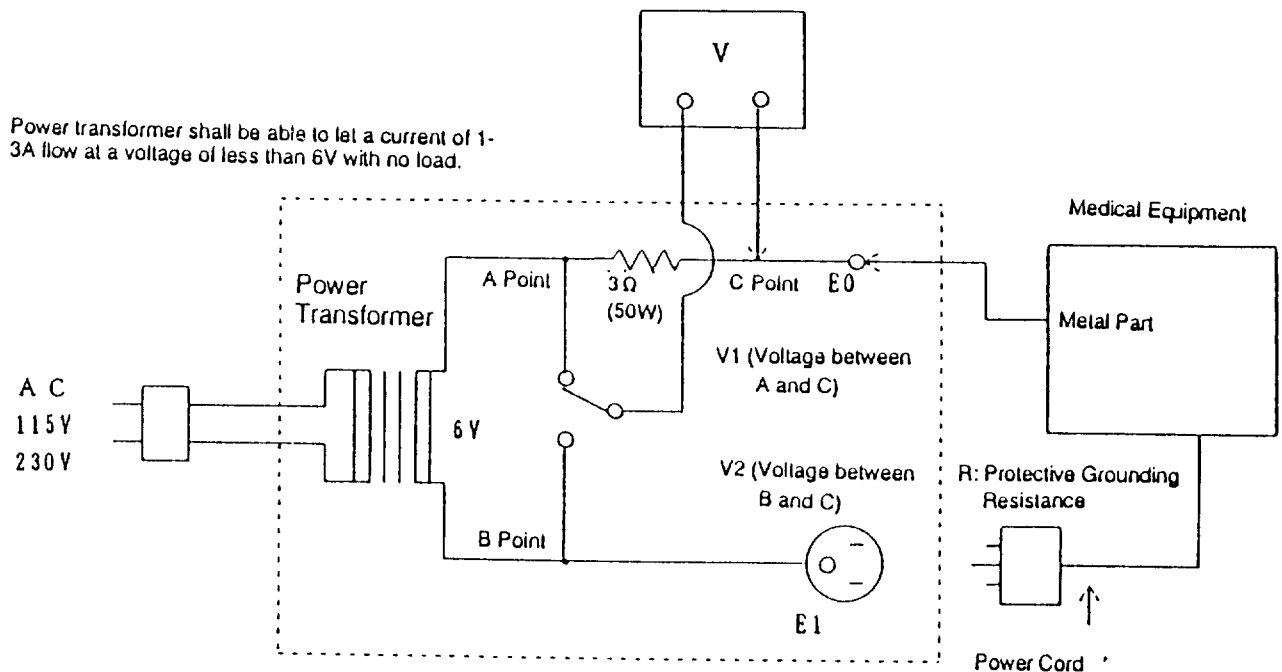 V
Power transformer shall be able to let a current of 1-
3A flow at a voltage of less than 6V with no load.
Medical Equipment
A Point
3Ω
(50W)
C Point
E0
Power
Transformer
Metal Part
V1 (Voltage between
A and C)
A C
115V
230V
6V
V2 (Voltage between
B and C)
R: Protective Grounding
Resistance
B Point
E1
Power Cord